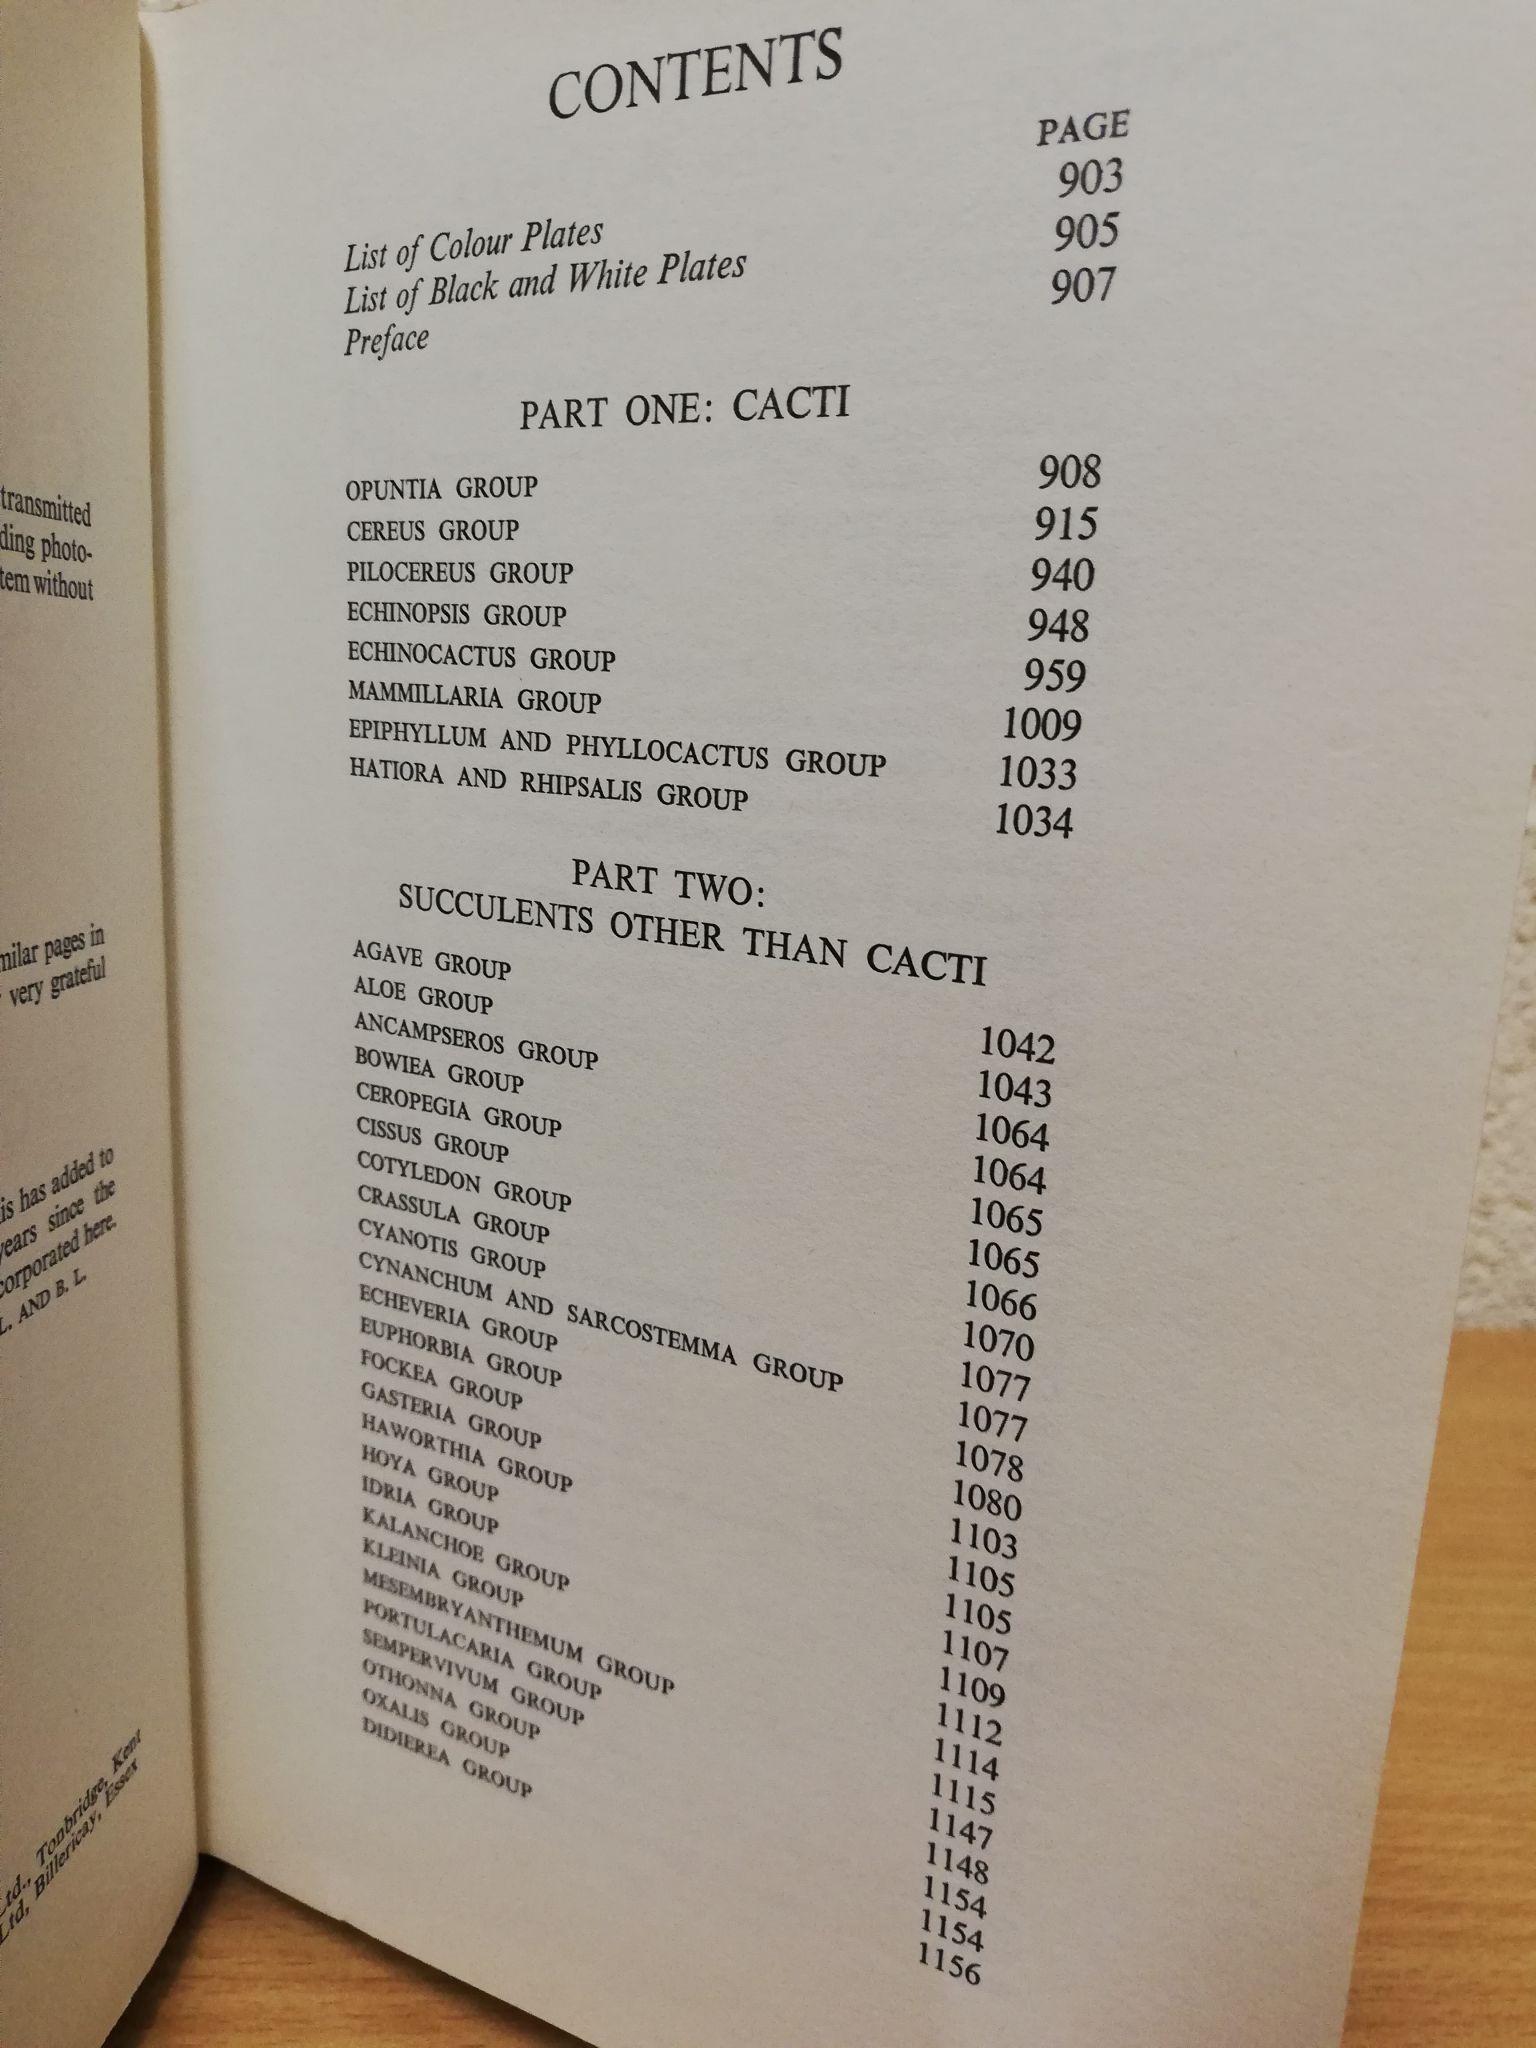 transmitted
ding photo-
tem without
milar pages in
very grateful
is has added to
years since the
corporated here.
L. AND B. L.
Ltd., Tonbridge, Kent
Ltd, Billericay, Essex
CONTENTS
PAGE
List of Colour Plates 903
List of Black and White Plates 905
Preface 907
PART ONE: CACTI
OPUNTIA GROUP 908
CEREUS GROUP 915
PILOCEREUS GROUP 940
ECHINOPSIS GROUP 948
ECHINOCACTUS GROUP 959
MAMMILLARIA GROUP 1009
EPIPHYLLUM AND PHYLLOCACTUS GROUP 1033
HATIORA AND RHIPSALIS GROUP 1034
PART TWO:
SUCCULENTS OTHER THAN CACTI
AGAVE GROUP 1042
ALOE GROUP 1043
ANCAMPSEROS GROUP 1064
BOWIEA GROUP 1064
CEROPEGIA GROUP 1065
CISSUS GROUP 1065
COTYLEDON GROUP 1066
CRASSULA GROUP 1070
CYANOTIS GROUP 1077
CYNANCHUM AND SARCOSTEMMA GROUP 1077
ECHEVERIA GROUP 1078
EUPHORBIA GROUP 1080
FOCKEA GROUP 1103
GASTERIA GROUP 1105
HAWORTHIA GROUP 1105
HOYA GROUP 1107
IDRIA GROUP 1109
KALANCHOE GROUP 1112
KLEINIA GROUP 1114
MESEMBRYANTHEMUM GROUP 1115
PORTULACARIA GROUP 1147
SEMPERVIVUM GROUP 1148
OTHONNA GROUP 1154
OXALIS GROUP 1154
DIDIEREA GROUP 1156